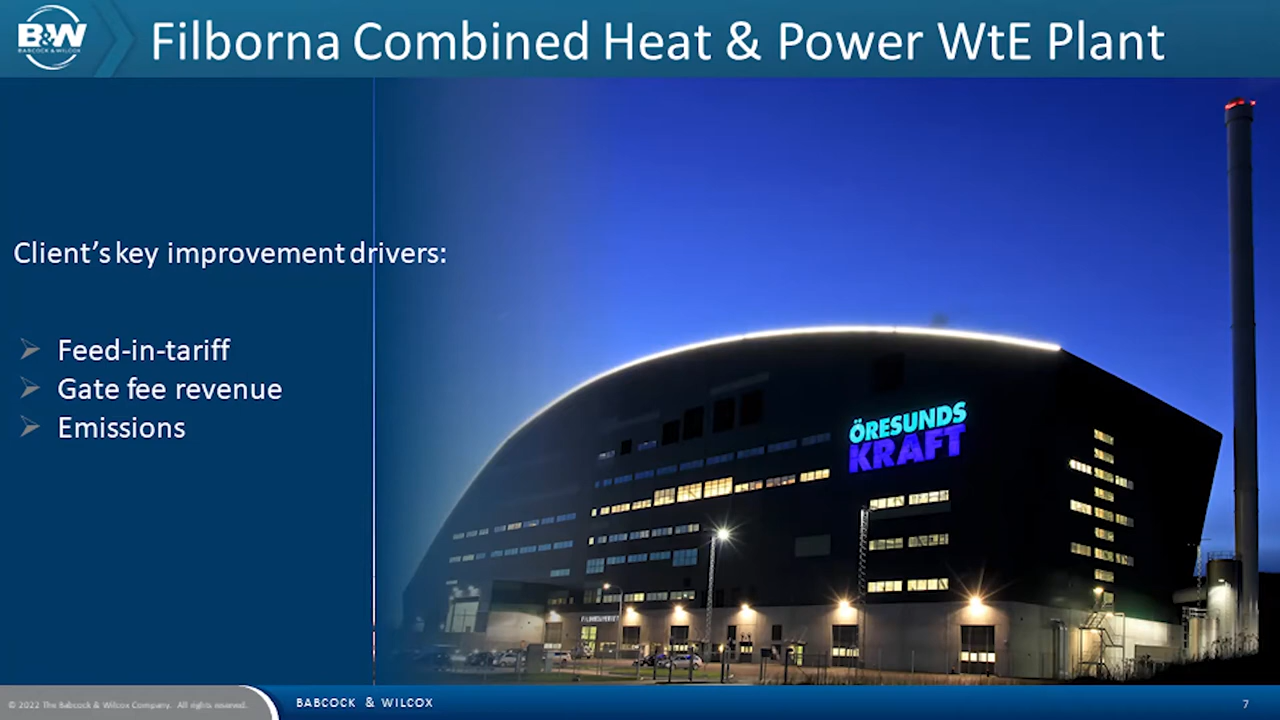 B&W
BABCOCK & WILCOX
Filborna Combined Heat & Power WtE Plant
Client's key improvement drivers:
Feed-in-tariff
Gate fee revenue
Emissions
ÖRESUNDS
KRAFT
FILBORNAVERKET
© 2022 The Babcock & Wilcox Company. All rights reserved.
BABCOCK & WILCOX
7